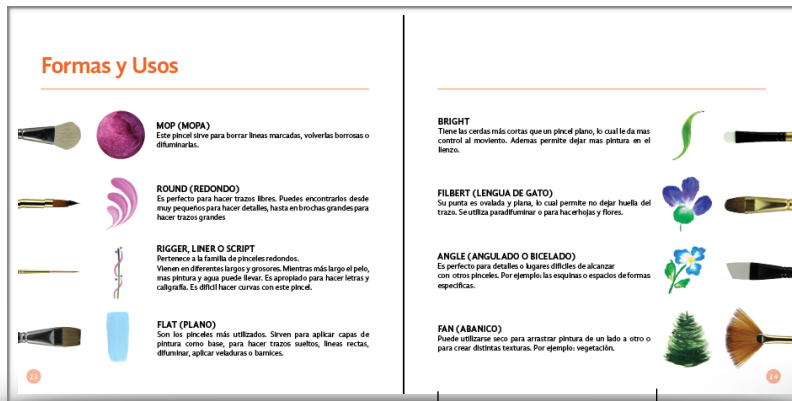 Formas y Usos
MOP (MOPA)
Este pincel sirve para borrar lineas marcadas, volverlas borrosas o
difuminarlas.
ROUND (REDONDO)
Es perfecto para hacer trazos libres. Puedes encontrarlos desde
muy pequeños para hacer detalles, hasta en brochas grandes para
hacer trazos grandes
RIGGER, LINER O SCRIPT
Pertenece a la familia de pinceles redondos.
Vienen en diferentes largos y grosores. Mientras más largo el pelo,
mas pintura y agua puede llevar. Es apropiado para hacer letras y
caligrafía. Es difícil hacer curvas con este pincel.
FLAT (PLANO)
Son los pinceles más utilizados. Sirven para aplicar capas de
pintura como base, para hacer trazos sueltos, lineas rectas,
difuminar, aplicar veladuras o barnices.
23
BRIGHT
Tiene las cerdas más cortas que un pincel plano, lo cual le da mas
control al moviento. Ademas permite dejar mas pintura en el
lienzo.
FILBERT (LENGUA DE GATO)
Su punta es ovalada y plana, lo cual permite no dejar huella del
trazo. Se utiliza paradifuminar o para hacerhojas y flores.
ANGLE (ANGULADO O BICELADO)
Es perfecto para detalles o lugares difíciles de alcanzar
con otros pinceles. Por ejemplo: las esquinas o espacios de formas
específicas.
FAN (ABANICO)
Puede utilizarse seco para arrastrar pintura de un lado a otro o
para crear distintas texturas. Por ejemplo: vegetación.
24